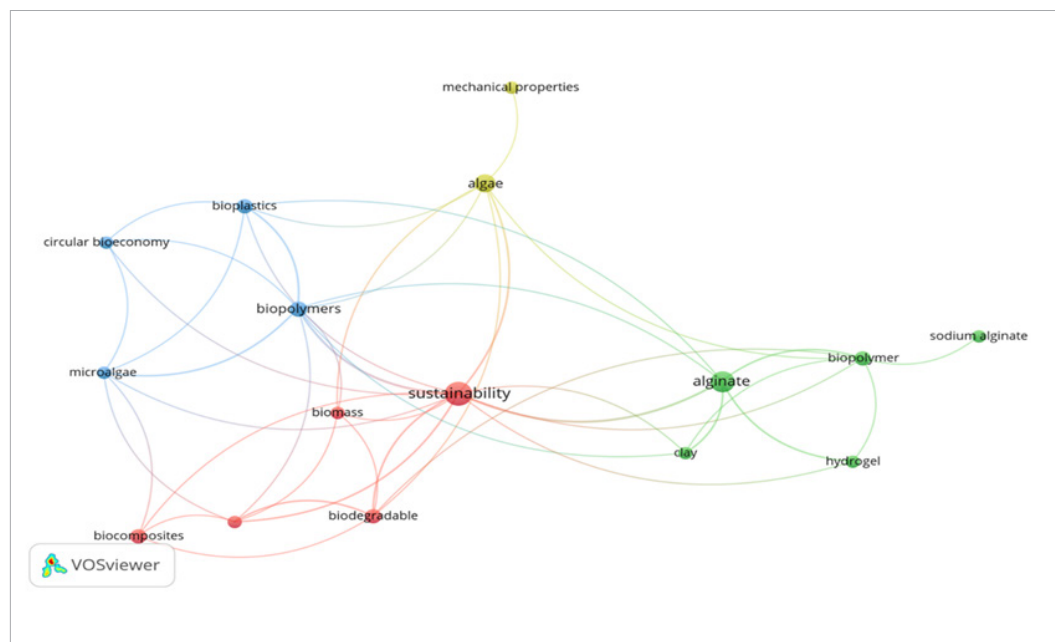 mechanical properties
algae
bioplastics
circular bioeconomy
biopolymers
sodium alginate
biopolymer
microalgae
alginate
sustainability
biomass
clay
hydrogel
biodegradable
biocomposites
VOSviewer